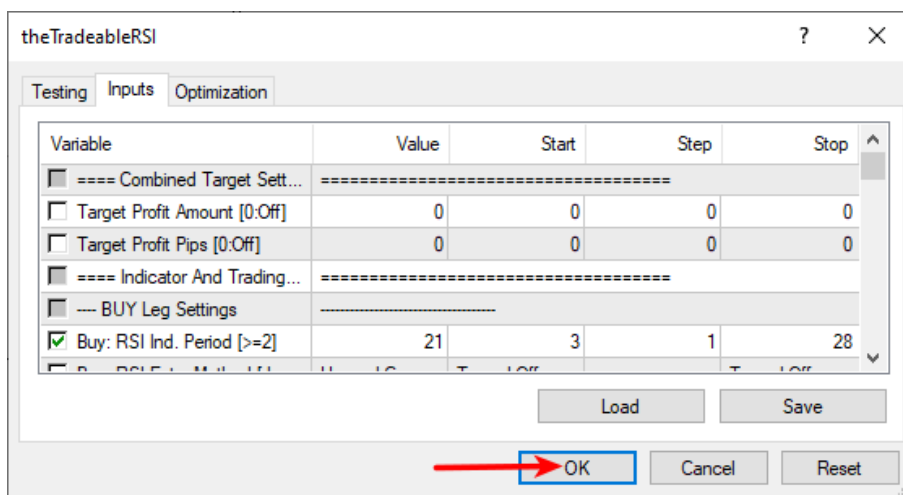 theTradeableRSI ? ×
Testing Inputs Optimization
Variable Value Start Step Stop
==== Combined Target Sett... ====================================
Target Profit Amount [0:Off] 0 0 0 0
Target Profit Pips [0:Off] 0 0 0 0
==== Indicator And Trading... ====================================
---- BUY Leg Settings ------------------------------------
Buy: RSI Ind. Period [>=2] 21 3 1 28
Load Save
OK Cancel Reset